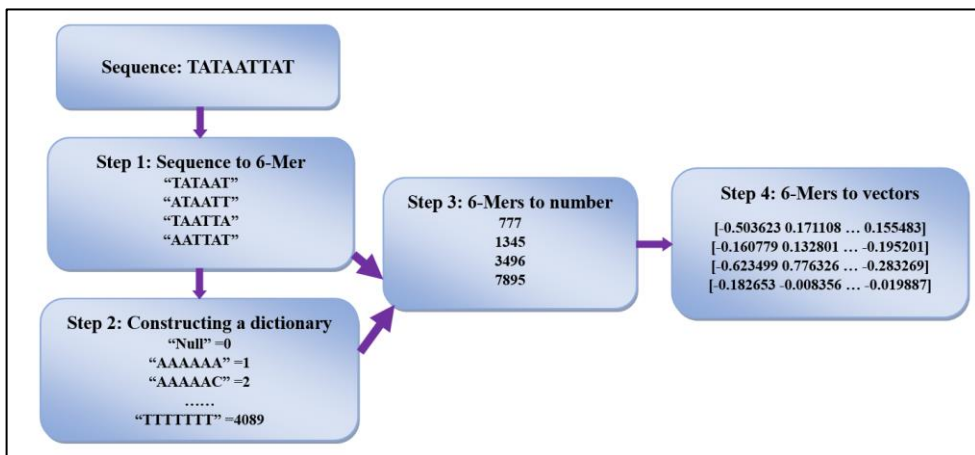 Sequence: TATAATTAT
Step 1: Sequence to 6-Mer
“TATAAT”
“ATAATT”
“TAATTA”
“AATTAT”
Step 2: Constructing a dictionary
“Null” =0
“AAAAAA” =1
“AAAAAC” =2
……
“TTTTTTT” =4089
Step 3: 6-Mers to number
777
1345
3496
7895
Step 4: 6-Mers to vectors
[-0.503623 0.171108 … 0.155483]
[-0.160779 0.132801 … -0.195201]
[-0.623499 0.776326 … -0.283269]
[-0.182653 -0.008356 … -0.019887]